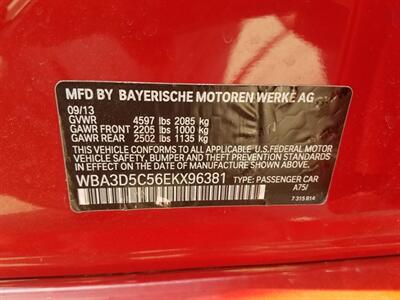 MFD BY BAYERISCHE MOTOREN WERKE AG
09/13
GVWR 4597 lbs 2085 kg
GAWR FRONT 2205 lbs 1000 kg
GAWR REAR 2502 lbs 1135 kg
THIS VEHICLE CONFORMS TO ALL APPLICABLE U.S.FEDERAL MOTOR
VEHICLE SAFETY, BUMPER, AND THEFT PREVENTION STANDARDS
IN EFFECT ON THE DATE OF MANUFACTURE SHOWN ABOVE.
WBA3D5C56EKX96381 TYPE: PASSENGER CAR
A75/
7 315 814